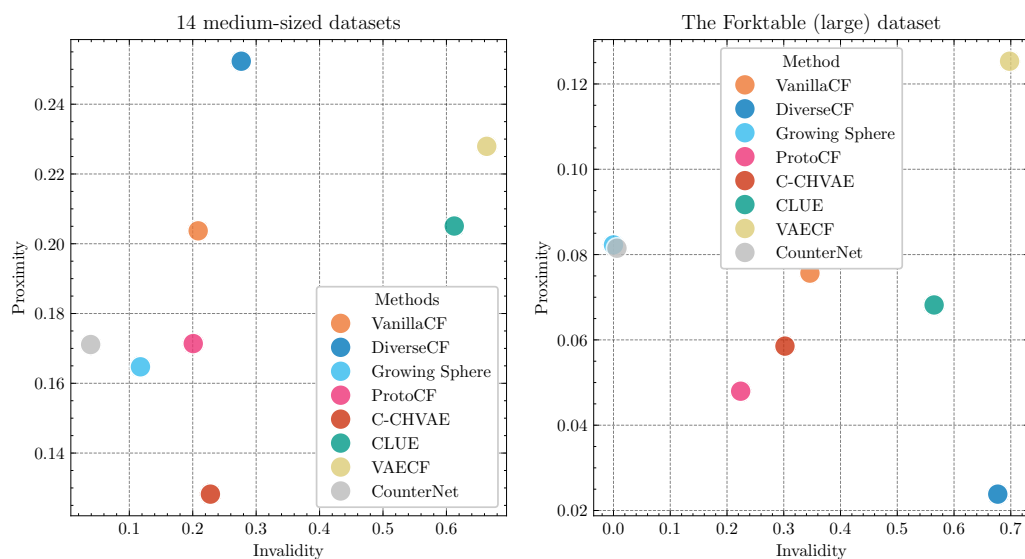 14 medium-sized datasets
Proximity
0.24
0.22
0.20
0.18
0.16
0.14
0.1 0.2 0.3 0.4 0.5 0.6
Invalidity
Methods
VanillaCF
DiverseCF
Growing Sphere
ProtoCF
C-CHVAE
CLUE
VAECF
CounterNet
The Forktable (large) dataset
Proximity
0.12
0.10
0.08
0.06
0.04
0.02
0.0 0.1 0.2 0.3 0.4 0.5 0.6 0.7
Invalidity
Method
VanillaCF
DiverseCF
Growing Sphere
ProtoCF
C-CHVAE
CLUE
VAECF
CounterNet